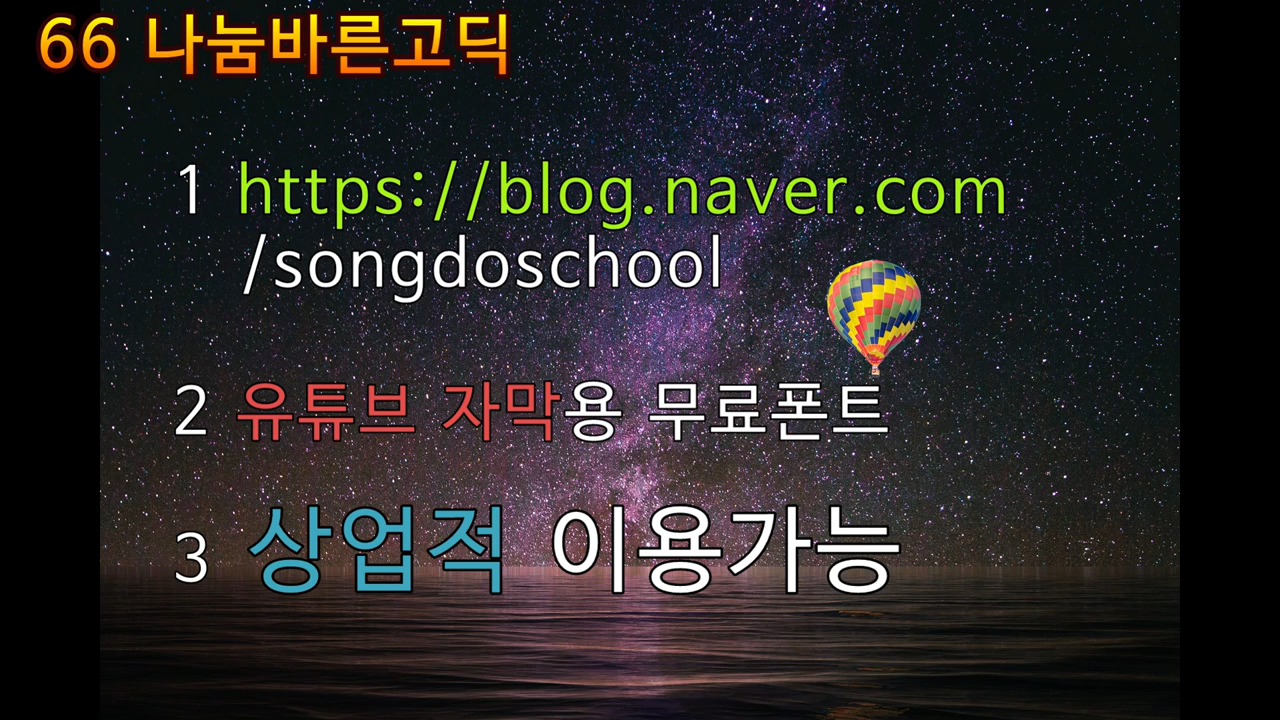 66 나눔바른고딕
1 https://blog.naver.com
/songdoschool
2 유튜브 자막용 무료폰트
3 상업적 이용가능